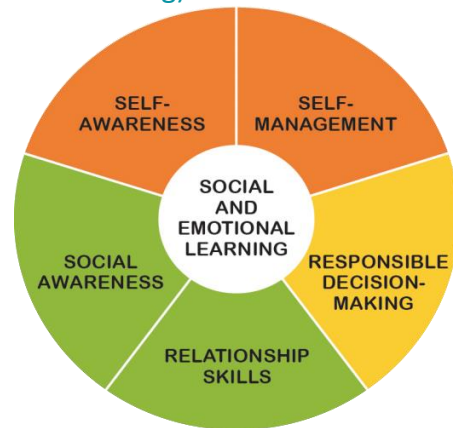 SELF-
AWARENESS
SELF-
MANAGEMENT
SOCIAL
AND
EMOTIONAL
LEARNING
SOCIAL
AWARENESS
RESPONSIBLE
DECISION-
MAKING
RELATIONSHIP
SKILLS